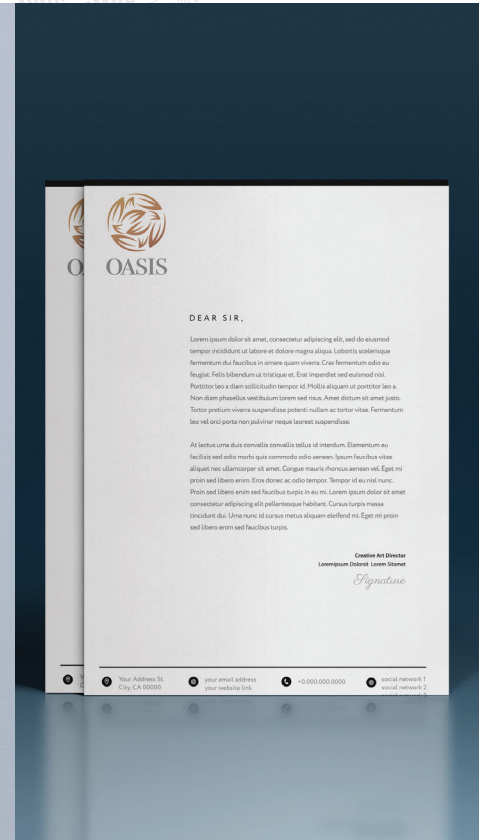 OASIS
DEAR SIR,
Lorem ipsum dolor sit amet, consectetur adipiscing elit, sed do eiusmod
tempor incididunt ut labore et dolore magna aliqua. Lobortis scelerisque
fermentum dui faucibus in ornare quam viverra. Cras fermentum odio eu
feugiat. Felis bibendum ut tristique et. Erat imperdiet sed euismod nisi.
Porttitor leo a diam sollicitudin tempor id. Mollis aliquam ut porttitor leo a.
Non diam phasellus vestibulum lorem sed risus. Amet dictum sit amet justo.
Tortor pretium viverra suspendisse potenti nullam ac tortor vitae. Fermentum
leo vel orci porta non pulvinar neque laoreet suspendisse.
At lectus urna duis convallis convallis tellus id interdum. Elementum eu
facilisis sed odio morbi quis commodo odio aenean. Ipsum faucibus vitae
aliquet nec ullamcorper sit amet. Congue mauris rhoncus aenean vel. Eget mi
proin sed libero enim. Eros donec ac odio tempor. Tempor id eu nisl nunc.
Proin sed libero enim sed faucibus turpis in eu mi. Lorem ipsum dolor sit amet
consectetur adipiscing elit pellentesque habitant. Cursus turpis massa
tincidunt dui. Urna nunc id cursus metus aliquam eleifend mi. Eget mi proin
sed libero enim sed faucibus turpis.
Creative Art Director
Loremipsum Dolorsit Lorem Sitamet
Signature
Your Address St.
City, CA 00000
your email address
your website link
+0.000.000.0000
social network 1
social network 2